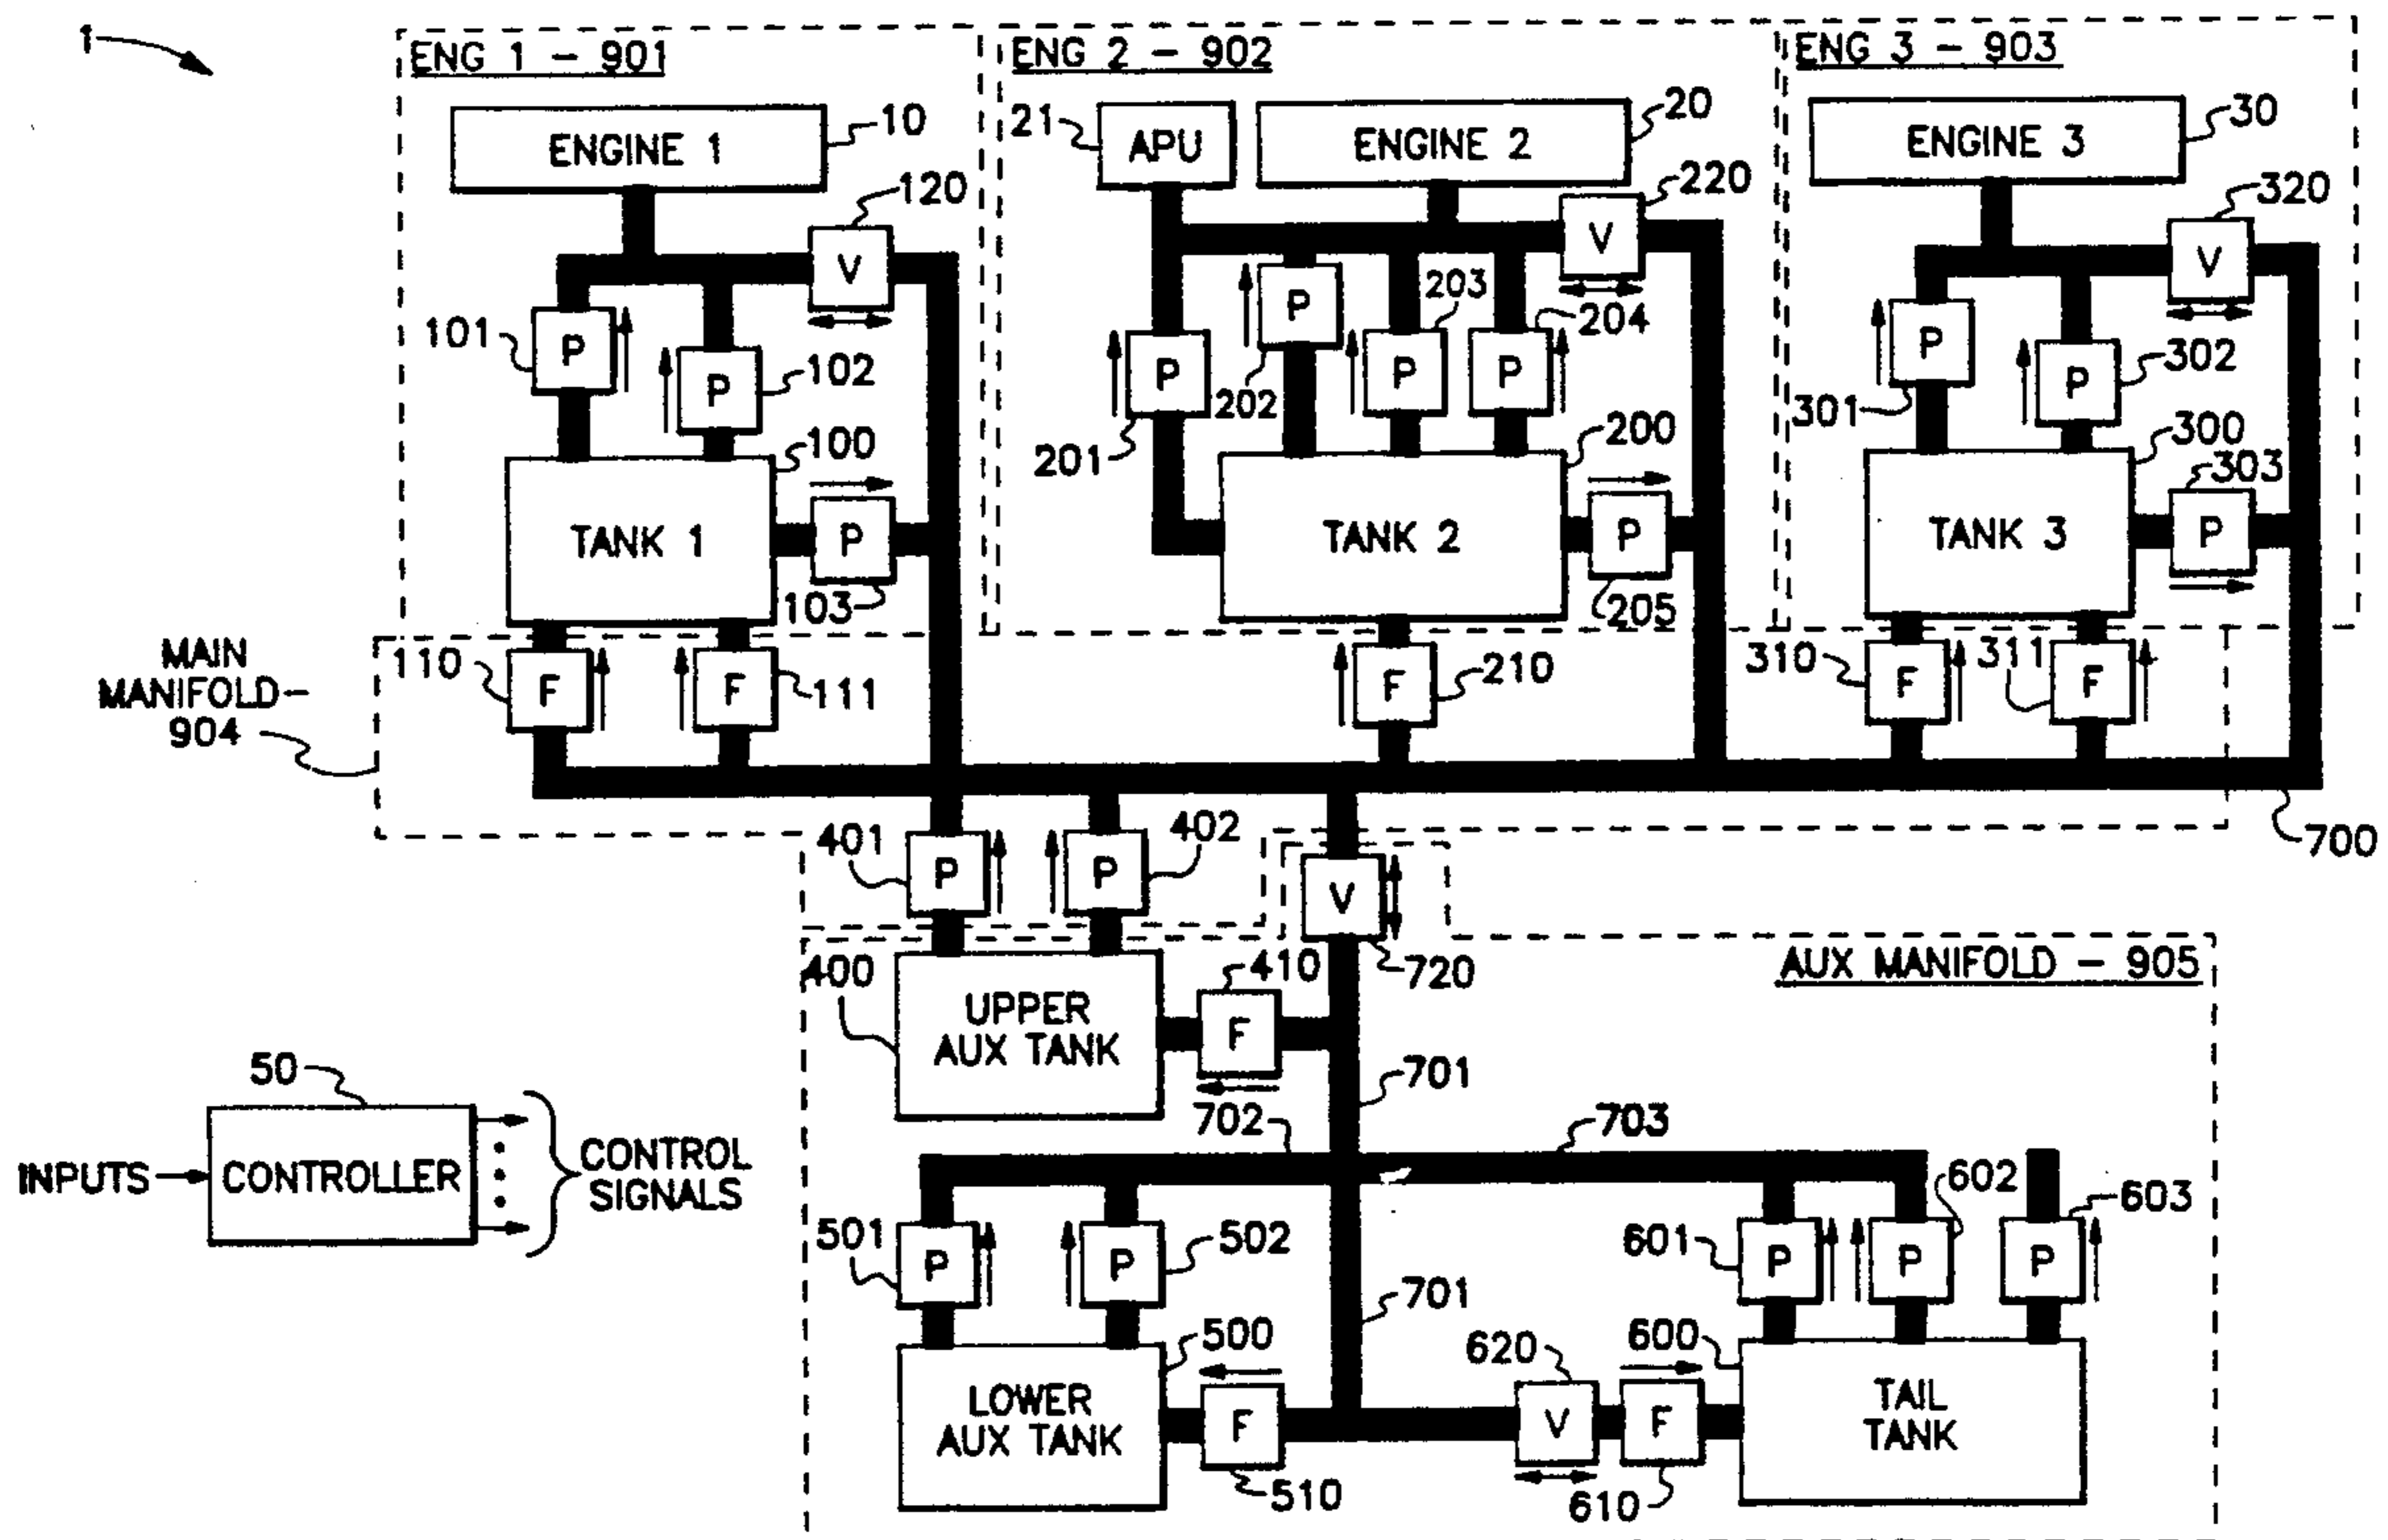 1
ENG 1 - 901
ENG 2 - 902
ENG 3 - 903
ENGINE 1
10
21
APU
ENGINE 2
20
ENGINE 3
30
120
V
220
V
320
V
101
P
P
102
201
P
P
202
P
203
P
204
301
P
P
302
100
TANK 1
P
103
200
TANK 2
P
205
300
TANK 3
303
P
MAIN
MANIFOLD-
904
110
F
F
111
F
210
310
F
311
F
700
401
P
P
402
V
720
AUX MANIFOLD - 905
400
UPPER
AUX TANK
410
F
701
702
703
50
INPUTS
CONTROLLER
CONTROL
SIGNALS
501
P
P
502
701
601
P
P
602
P
603
500
LOWER
AUX TANK
F
510
620
V
F
610
600
TAIL
TANK